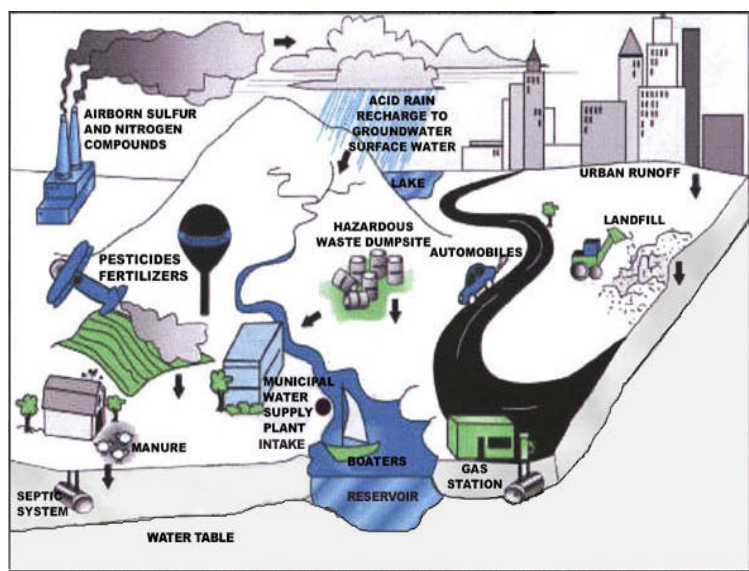 AIRBORN SULFUR
AND NITROGEN
COMPOUNDS
ACID RAIN
RECHARGE TO
GROUNDWATER
SURFACE WATER
LAKE
URBAN RUNOFF
LANDFILL
HAZARDOUS
WASTE DUMPSITE
AUTOMOBILES
PESTICIDES
FERTILIZERS
MUNICIPAL
WATER
SUPPLY
PLANT
INTAKE
MANURE
BOATERS
GAS
STATION
SEPTIC
SYSTEM
RESERVOIR
WATER TABLE